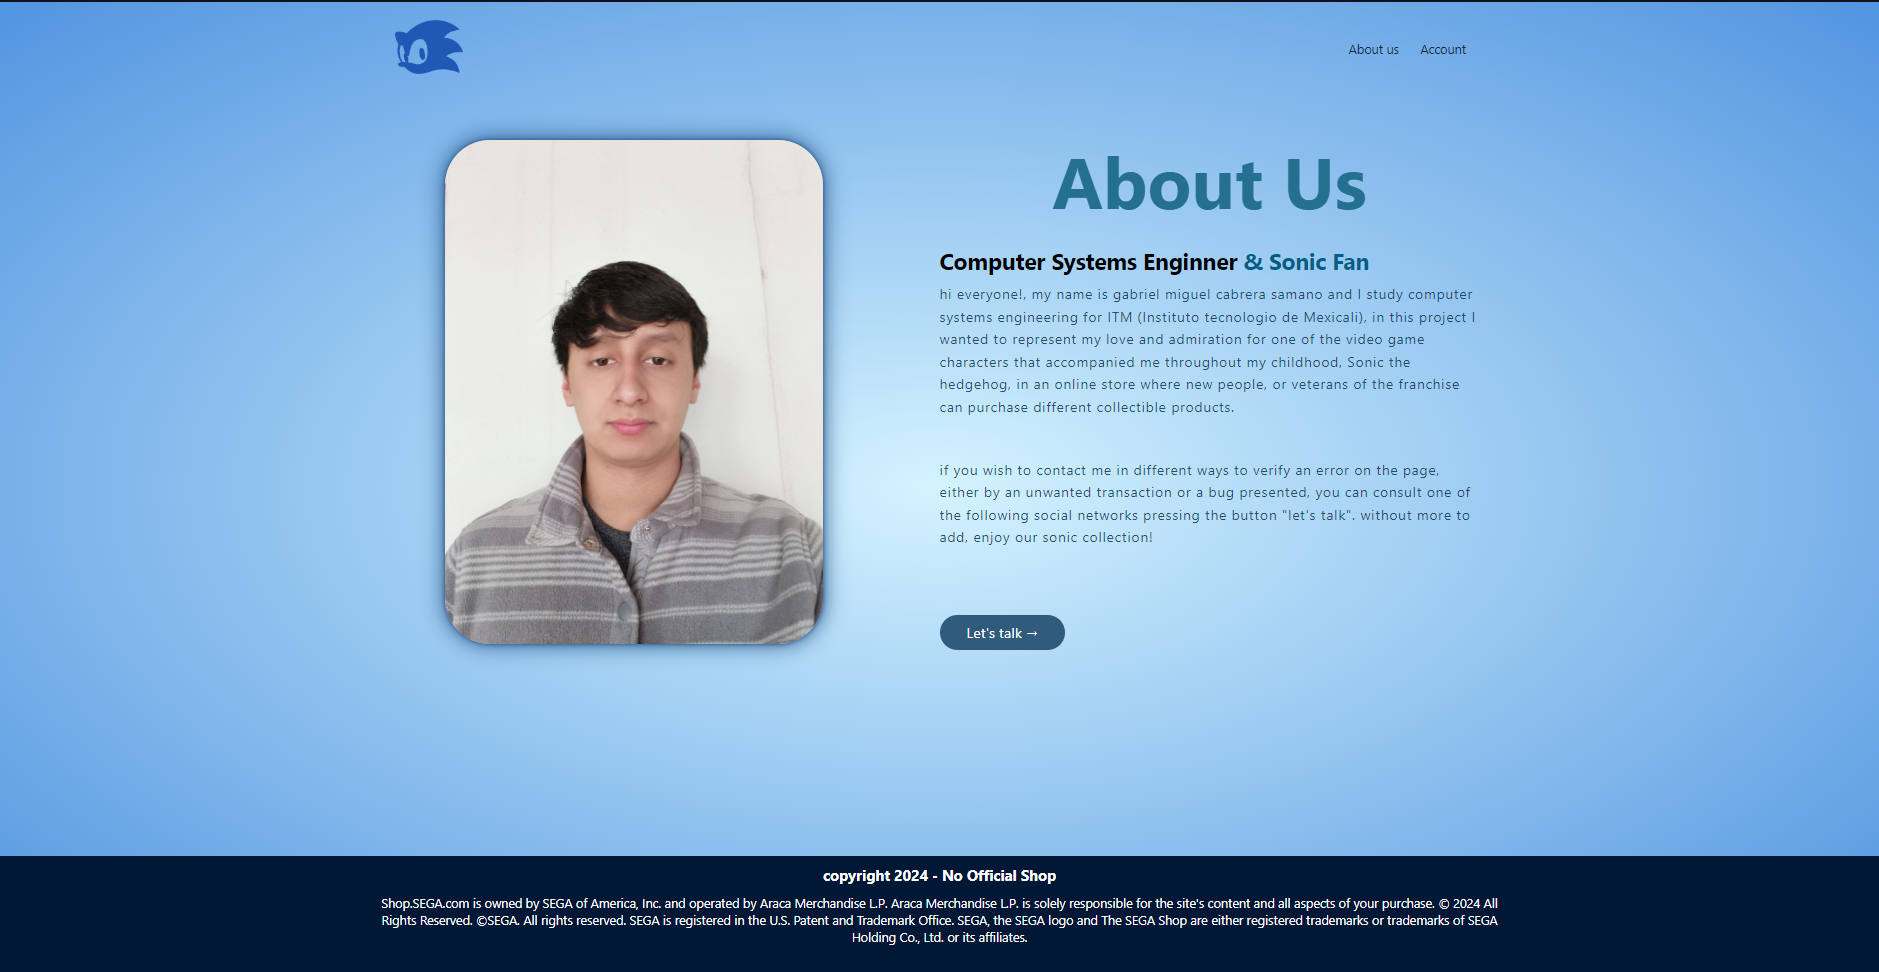 About us Account
About Us
Computer Systems Enginner & Sonic Fan
hi everyone!, my name is gabriel miguel cabrera samano and I study computer
systems engineering for ITM (Instituto tecnologio de Mexicali), in this project I
wanted to represent my love and admiration for one of the video game
characters that accompanied me throughout my childhood, Sonic the
hedgehog, in an online store where new people, or veterans of the franchise
can purchase different collectible products.
if you wish to contact me in different ways to verify an error on the page,
either by an unwanted transaction or a bug presented, you can consult one of
the following social networks pressing the button "let's talk". without more to
add, enjoy our sonic collection!
Let's talk →
copyright 2024 - No Official Shop
Shop.SEGA.com is owned by SEGA of America, Inc. and operated by Araca Merchandise L.P. Araca Merchandise L.P. is solely responsible for the site's content and all aspects of your purchase. © 2024 All
Rights Reserved. ©SEGA. All rights reserved. SEGA is registered in the U.S. Patent and Trademark Office. SEGA, the SEGA logo and The SEGA Shop are either registered trademarks or trademarks of SEGA
Holding Co., Ltd. or its affiliates.